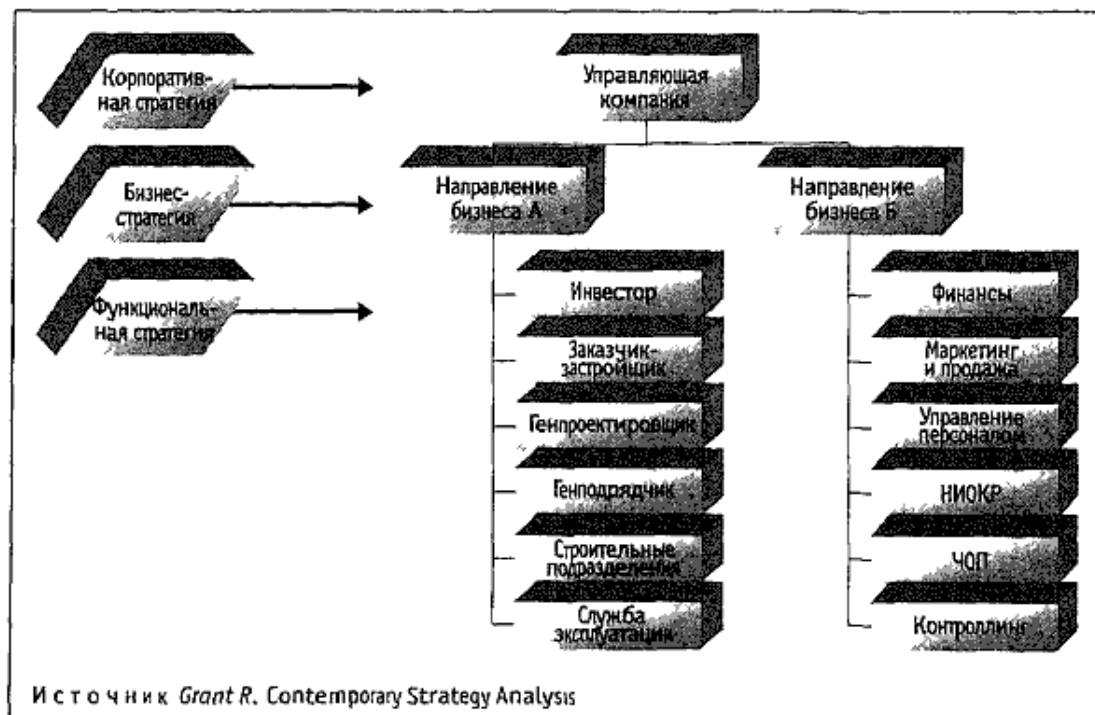 Корпоратив-
ная стратегия
Управляющая
компания
Бизнес-
стратегия
Направление
бизнеса А
Направление
бизнеса Б
Функциональ-
ная стратегия
Инвестор
Заказчик-
застройщик
Генпроектировщик
Генподрядчик
Строительные
подразделения
Служба
эксплуатации
Финансы
Маркетинг
и продажа
Управление
персоналом
НИОКР
ЧОП
Контроллинг
Источник Grant R. Contemporary Strategy Analysis